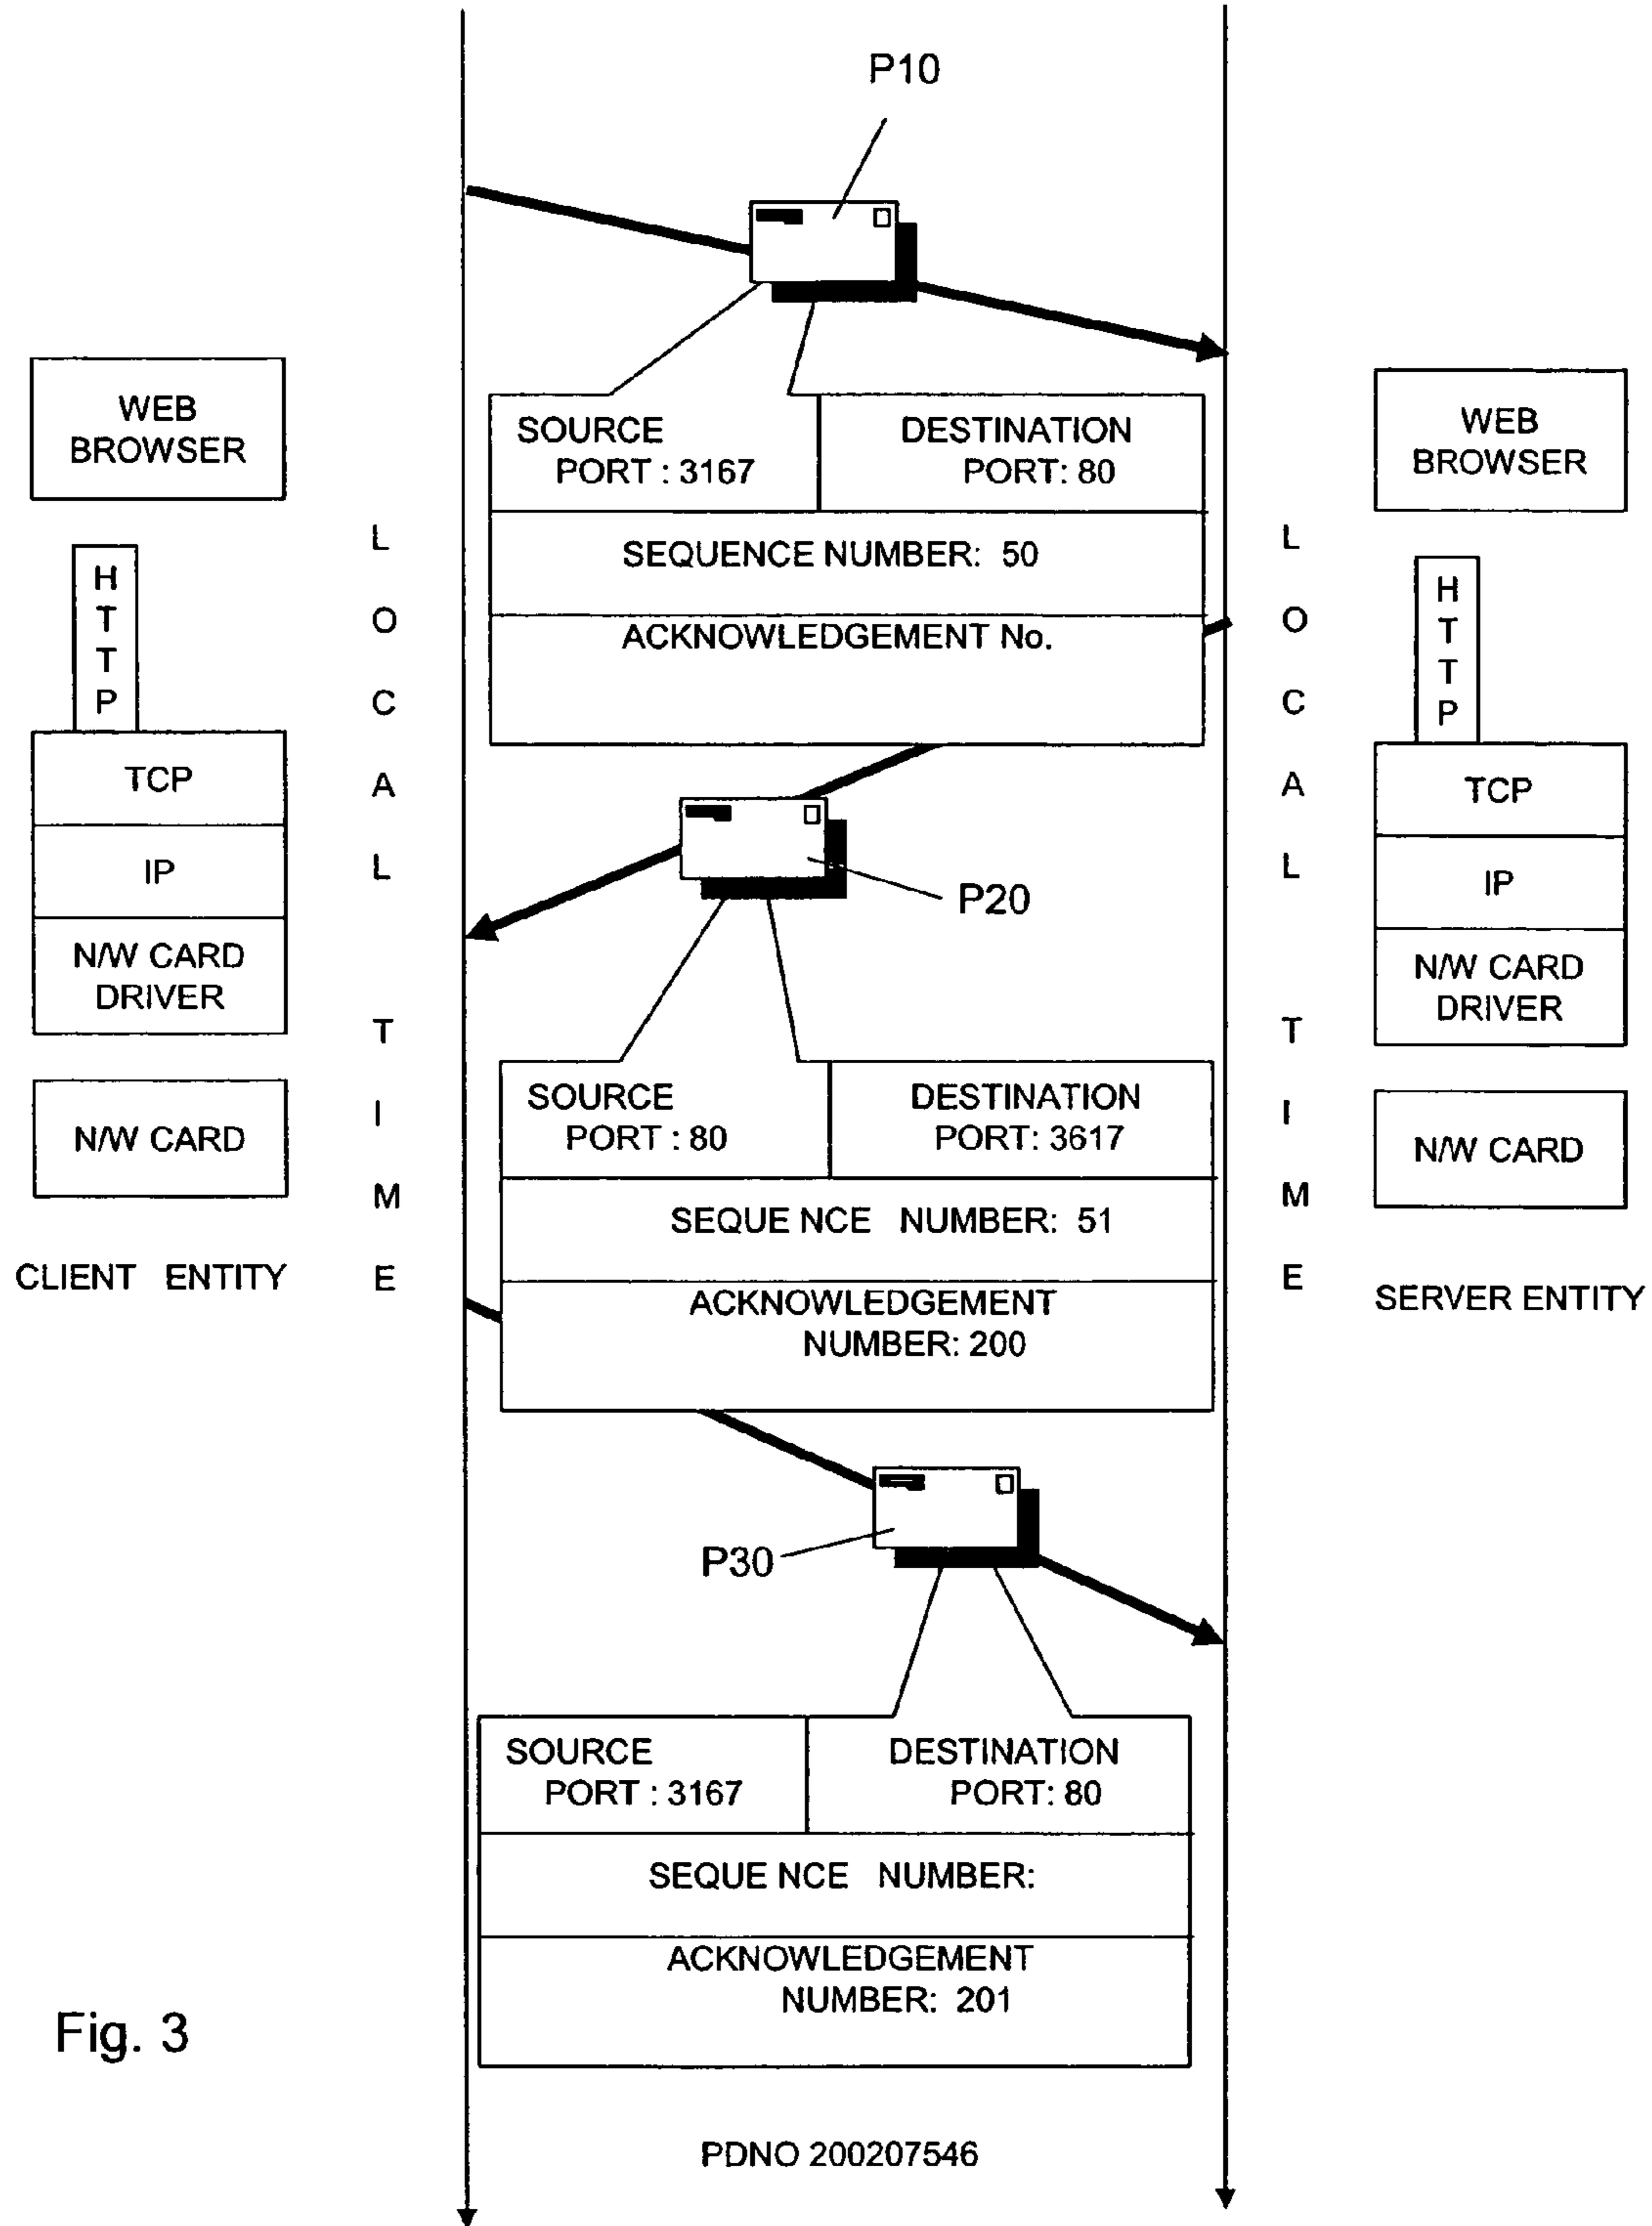 P10
WEB
BROWSER
H
T
T
P
TCP
IP
N/W CARD
DRIVER
N/W CARD
CLIENT ENTITY
L
O
C
A
L
T
I
M
E
SOURCE
PORT : 3167
DESTINATION
PORT: 80
SEQUENCE NUMBER: 50
ACKNOWLEDGEMENT No.
P20
SOURCE
PORT : 80
DESTINATION
PORT: 3617
SEQUE NCE NUMBER: 51
ACKNOWLEDGEMENT
NUMBER: 200
P30
SOURCE
PORT : 3167
DESTINATION
PORT: 80
SEQUE NCE NUMBER:
ACKNOWLEDGEMENT
NUMBER: 201
L
O
C
A
L
T
I
M
E
WEB
BROWSER
H
T
T
P
TCP
IP
N/W CARD
DRIVER
N/W CARD
SERVER ENTITY
Fig. 3
PDNO 200207546